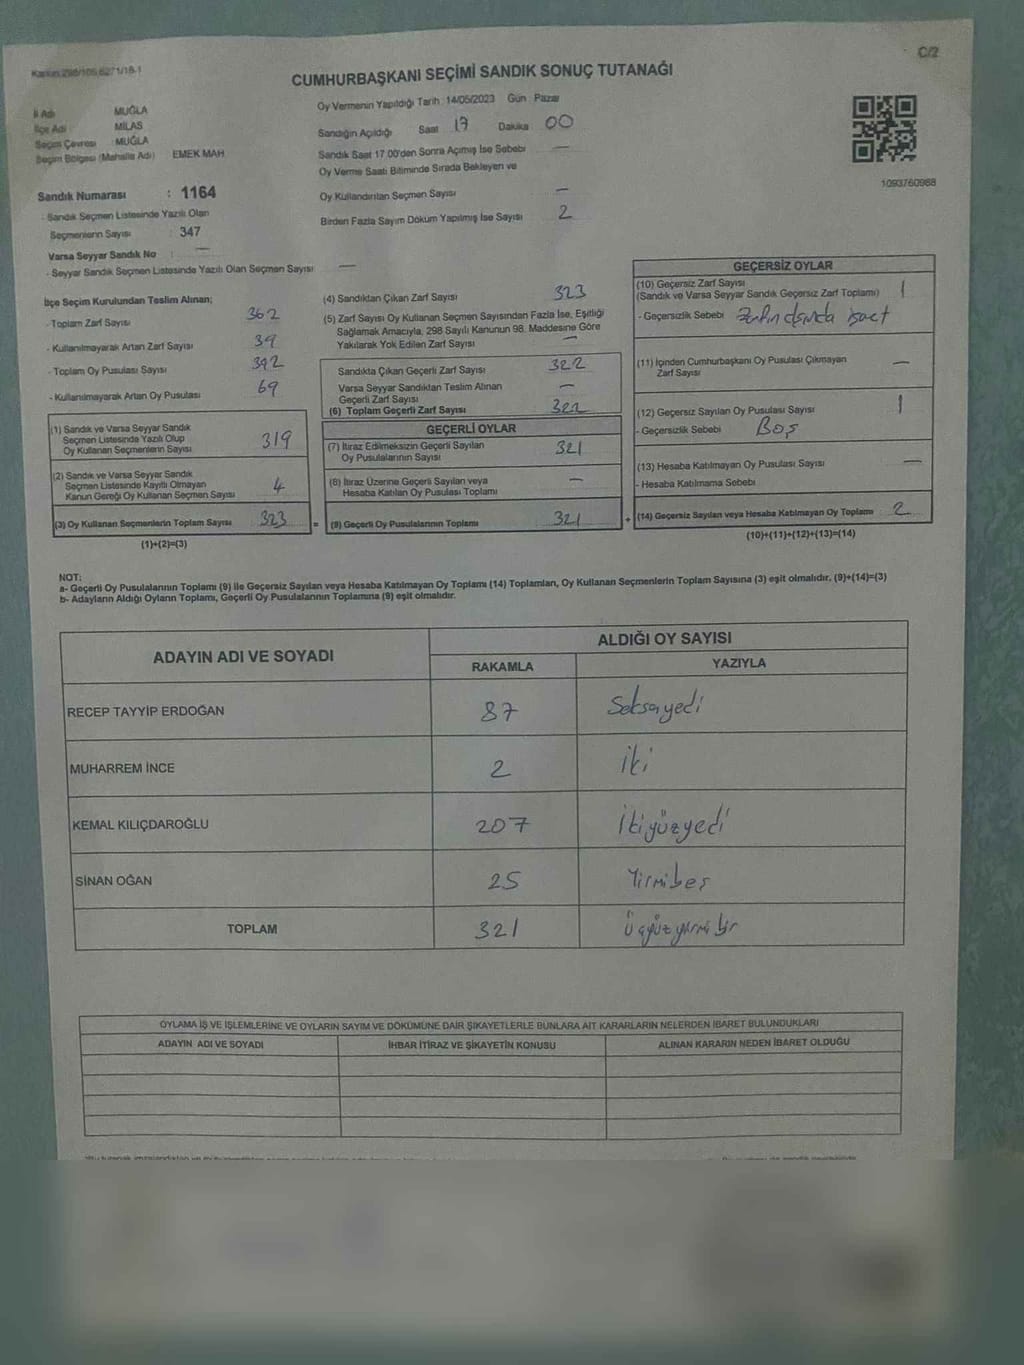 C/2
Kanun:298/105,6271/18-1
CUMHURBAŞKANI SEÇİMİ SANDIK SONUÇ TUTANAĞI
İl Adı MUĞLA
İlçe Adı MİLAS
Seçim Çevresi MUĞLA
Seçim Bölgesi (Mahalle Adı) EMEK MAH
Sandık Numarası : 1164
- Sandık Seçmen Listesinde Yazılı Olan
Seçmenlerin Sayısı : 347
Varsa Seyyar Sandık No : —
- Seyyar Sandık Seçmen Listesinde Yazılı Olan Seçmen Sayısı —
Oy Vermenin Yapıldığı Tarih : 14/05/2023 Gün : Pazar
Sandığın Açıldığı Saat 17 Dakika 00
Sandık Saat 17:00'den Sonra Açılmış İse Sebebi —
Oy Verme Saati Bitiminde Sırada Bekleyen ve
Oy Kullandırılan Seçmen Sayısı —
Birden Fazla Sayım Döküm Yapılmış İse Sayısı 2
1093760988
İlçe Seçim Kurulundan Teslim Alınan;
- Toplam Zarf Sayısı 362
- Kullanılmayarak Artan Zarf Sayısı 39
- Toplam Oy Pusulası Sayısı 392
- Kullanılmayarak Artan Oy Pusulası 69
(1) Sandık ve Varsa Seyyar Sandık
Seçmen Listesinde Yazılı Olup
Oy Kullanan Seçmenlerin Sayısı 319
(2) Sandık ve Varsa Seyyar Sandık
Seçmen Listesinde Kayıtlı Olmayan
Kanun Gereği Oy Kullanan Seçmen Sayısı 4
(3) Oy Kullanan Seçmenlerin Toplam Sayısı 323
(1)+(2)=(3)
(4) Sandıktan Çıkan Zarf Sayısı 323
(5) Zarf Sayısı Oy Kullanan Seçmen Sayısından Fazla İse, Eşitliği
Sağlamak Amacıyla, 298 Sayılı Kanunun 98. Maddesine Göre
Yakılarak Yok Edilen Zarf Sayısı —
Sandıkta Çıkan Geçerli Zarf Sayısı 322
Varsa Seyyar Sandıktan Teslim Alınan
Geçerli Zarf Sayısı —
(6) Toplam Geçerli Zarf Sayısı 322
GEÇERLİ OYLAR
(7) İtiraz Edilmeksizin Geçerli Sayılan
Oy Pusulalarının Sayısı 321
(8) İtiraz Üzerine Geçerli Sayılan veya
Hesaba Katılan Oy Pusulası Toplamı —
= (9) Geçerli Oy Pusulalarının Toplamı 321
GEÇERSİZ OYLAR
(10) Geçersiz Zarf Sayısı
(Sandık ve Varsa Seyyar Sandık Geçersiz Zarf Toplamı) 1
- Geçersizlik Sebebi Zarfın dışında işaret
(11) İçinden Cumhurbaşkanı Oy Pusulası Çıkmayan
Zarf Sayısı —
(12) Geçersiz Sayılan Oy Pusulası Sayısı 1
- Geçersizlik Sebebi Boş
(13) Hesaba Katılmayan Oy Pusulası Sayısı —
- Hesaba Katılmama Sebebi
+ (14) Geçersiz Sayılan veya Hesaba Katılmayan Oy Toplamı 2
(10)+(11)+(12)+(13)=(14)
NOT:
a- Geçerli Oy Pusulalarının Toplamı (9) ile Geçersiz Sayılan veya Hesaba Katılmayan Oy Toplamı (14) Toplamları, Oy Kullanan Seçmenlerin Toplam Sayısına (3) eşit olmalıdır. (9)+(14)=(3)
b- Adayların Aldığı Oyların Toplamı, Geçerli Oy Pusulalarının Toplamına (9) eşit olmalıdır.
ADAYIN ADI VE SOYADI ALDIĞI OY SAYISI
RAKAMLA YAZIYLA
RECEP TAYYİP ERDOĞAN 87 Seksayedi
MUHARREM İNCE 2 İki
KEMAL KILIÇDAROĞLU 207 İkiyüzyedi
SİNAN OĞAN 25 Yirmibeş
TOPLAM 321 Üçyüzyirmibir
OYLAMA İŞ VE İŞLEMLERİNE VE OYLARIN SAYIM VE DÖKÜMÜNE DAİR ŞİKAYETLERLE BUNLARA AİT KARARLARIN NELERDEN İBARET BULUNDUKLARI
ADAYIN ADI VE SOYADI İHBAR İTİRAZ VE ŞİKAYETİN KONUSU ALINAN KARARIN NEDEN İBARET OLDUĞU